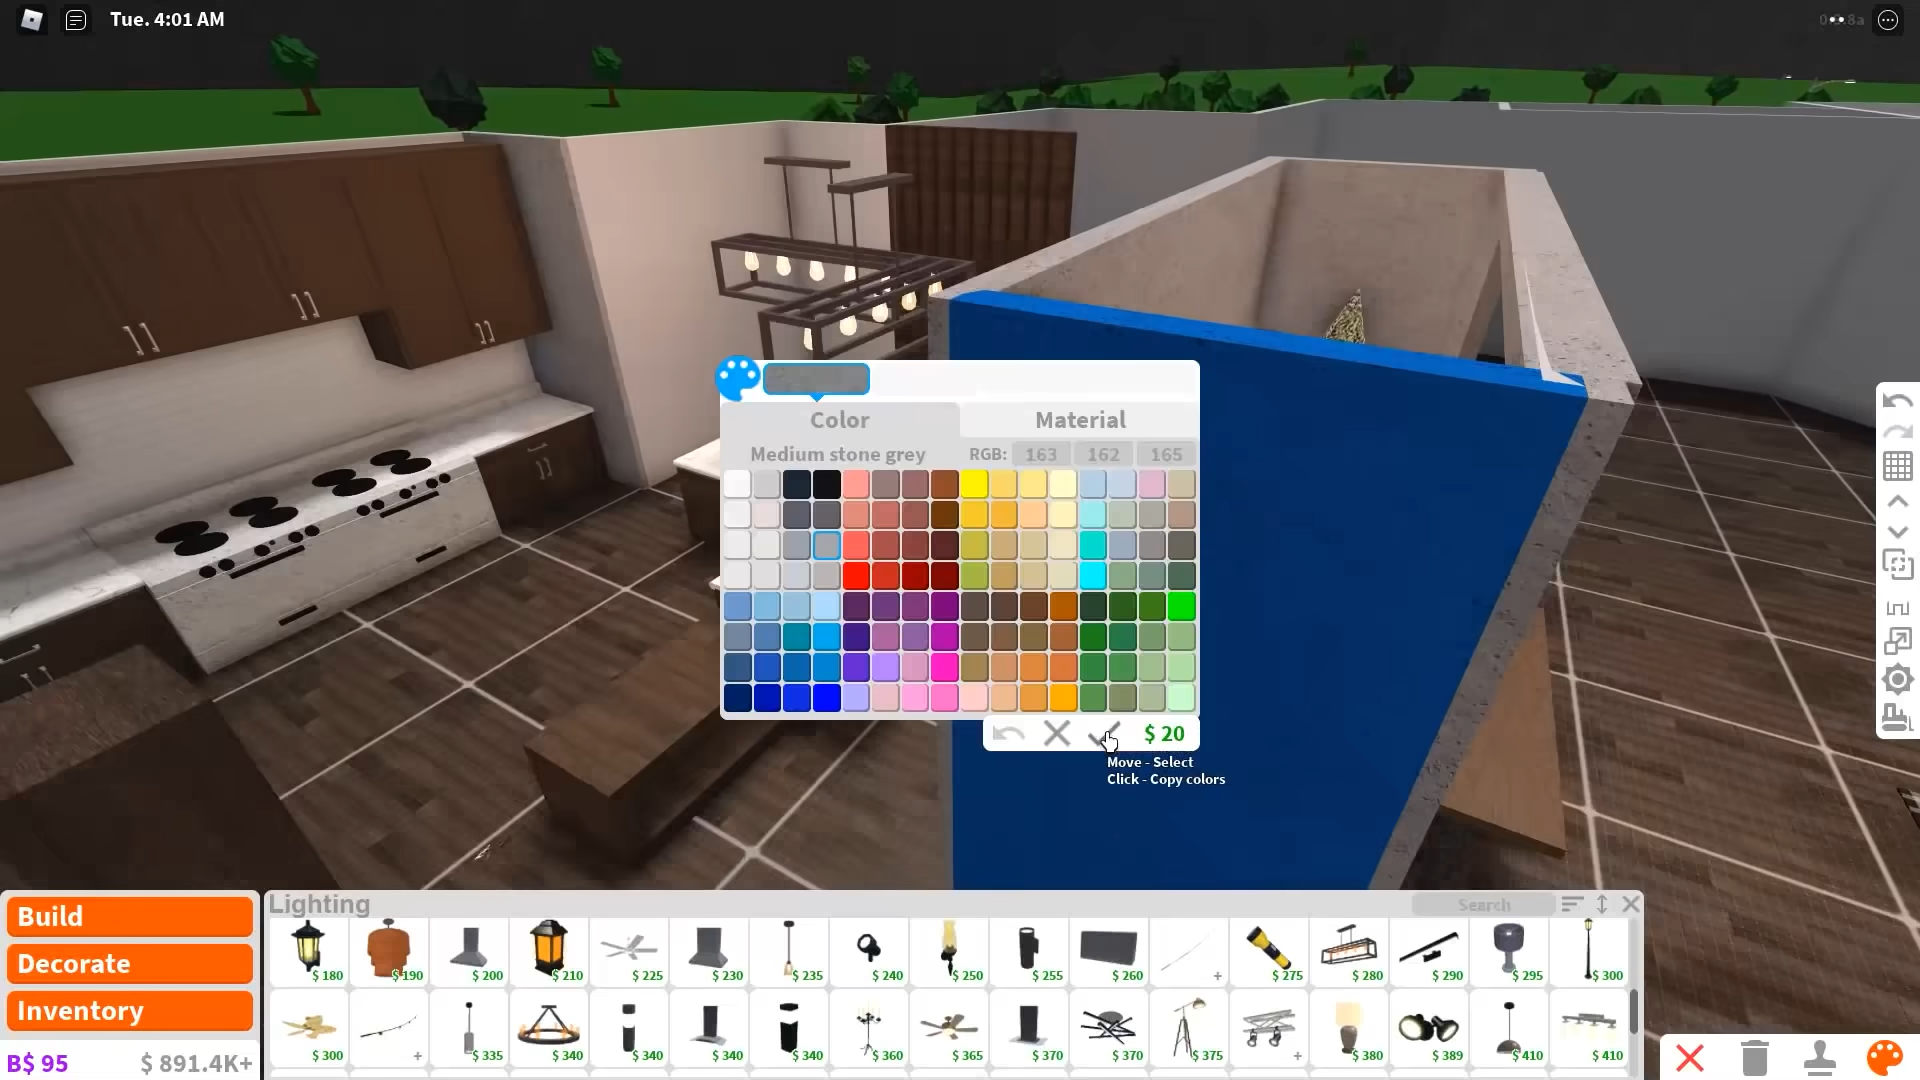 Tue. 4:01 AM
Color
Material
Medium stone grey
RGB: 163 162 165
$ 20
Move - Select
Click - Copy colors
Build
Decorate
Inventory
B$ 95
$ 891.4K+
Lighting
Search
$ 180
$ 190
$ 200
$ 210
$ 225
$ 230
$ 235
$ 240
$ 250
$ 255
$ 260
+
$ 275
$ 280
$ 290
$ 295
$ 300
$ 300
+
$ 335
$ 340
$ 340
$ 340
$ 340
$ 360
$ 365
$ 370
$ 370
$ 375
+
$ 380
$ 389
$ 410
$ 410